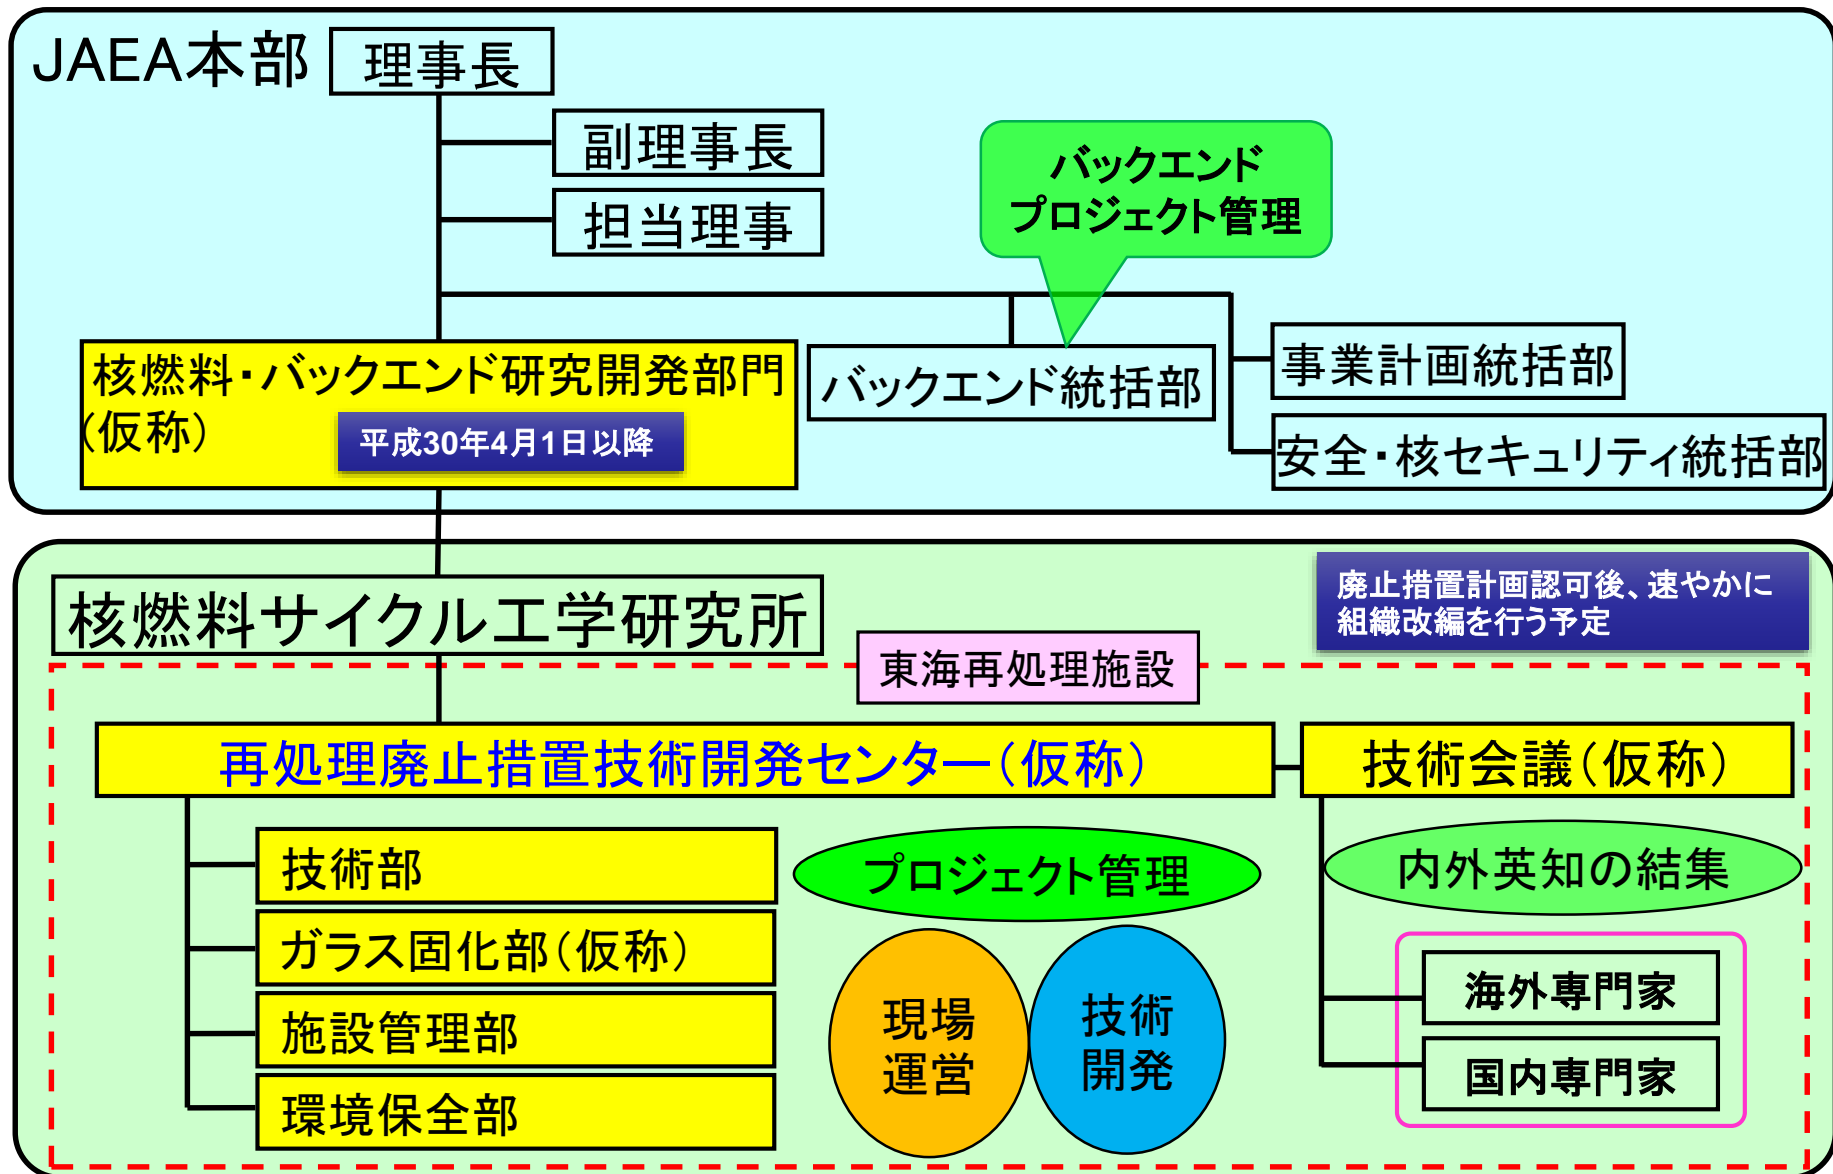 JAEA本部
理事長
副理事長
担当理事
バックエンド
プロジェクト管理
核燃料・バックエンド研究開発部門
(仮称)
平成30年4月1日以降
バックエンド統括部
事業計画統括部
安全・核セキュリティ統括部
核燃料サイクル工学研究所
廃止措置計画認可後、速やかに
組織改編を行う予定
東海再処理施設
再処理廃止措置技術開発センター(仮称)
技術会議(仮称)
技術部
ガラス固化部(仮称)
施設管理部
環境保全部
プロジェクト管理
現場
運営
技術
開発
内外英知の結集
海外専門家
国内専門家